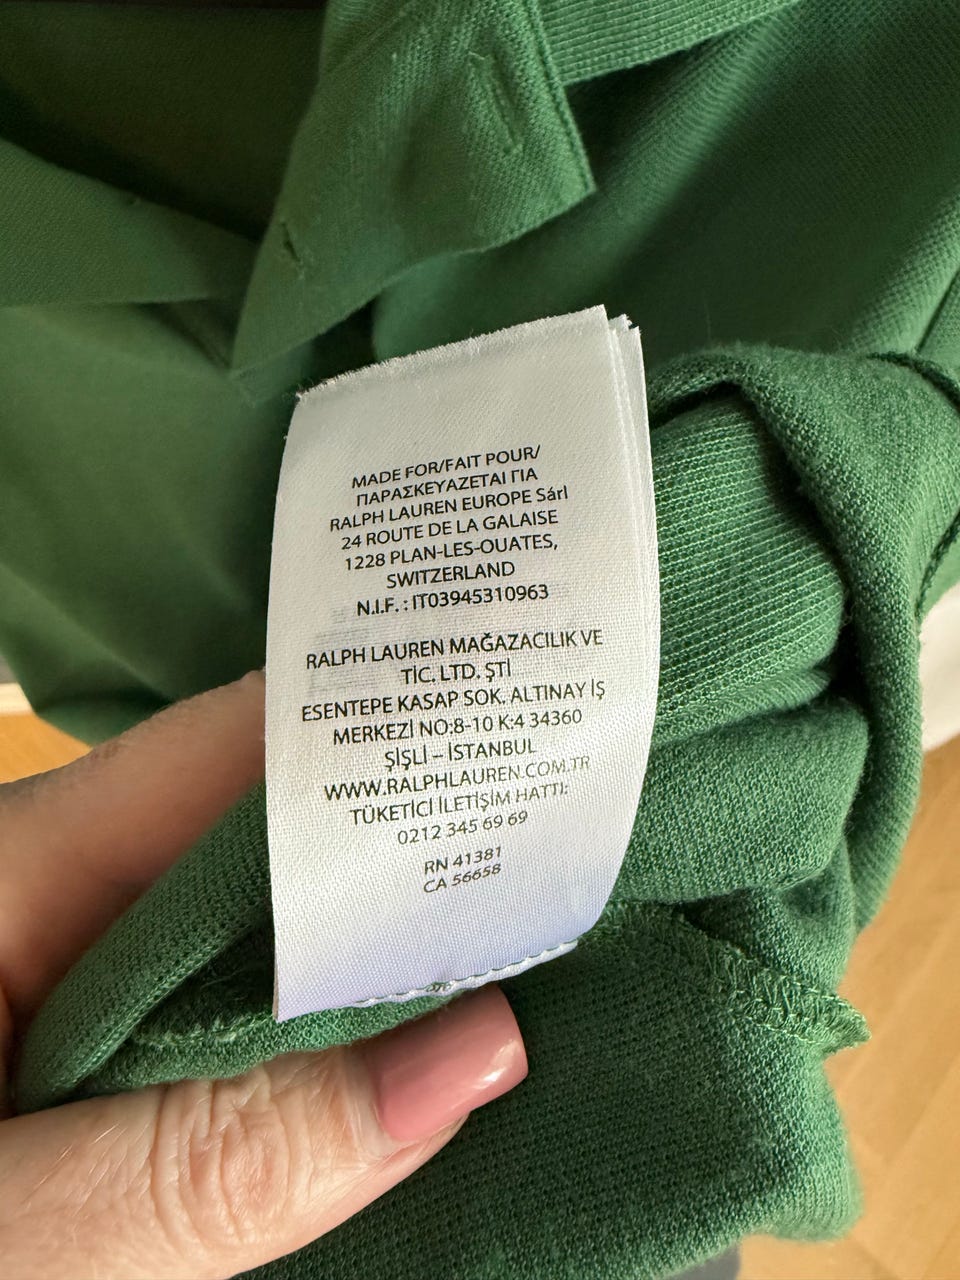 MADE FOR/FAIT POUR/
ΠΑΡΑΣΚΕΥΑΖΕΤΑΙ ΓΙΑ
RALPH LAUREN EUROPE Sárl
24 ROUTE DE LA GALAISE
1228 PLAN-LES-OUATES,
SWITZERLAND
N.I.F. : IT03945310963
RALPH LAUREN MAĞAZACILIK VE
TİC. LTD. ŞTİ
ESENTEPE KASAP SOK. ALTINAY İŞ
MERKEZİ NO:8-10 K:4 34360
ŞİŞLİ – İSTANBUL
WWW.RALPHLAUREN.COM.TR
TÜKETİCİ İLETİŞİM HATTI:
0212 345 69 69
RN 41381
CA 56658